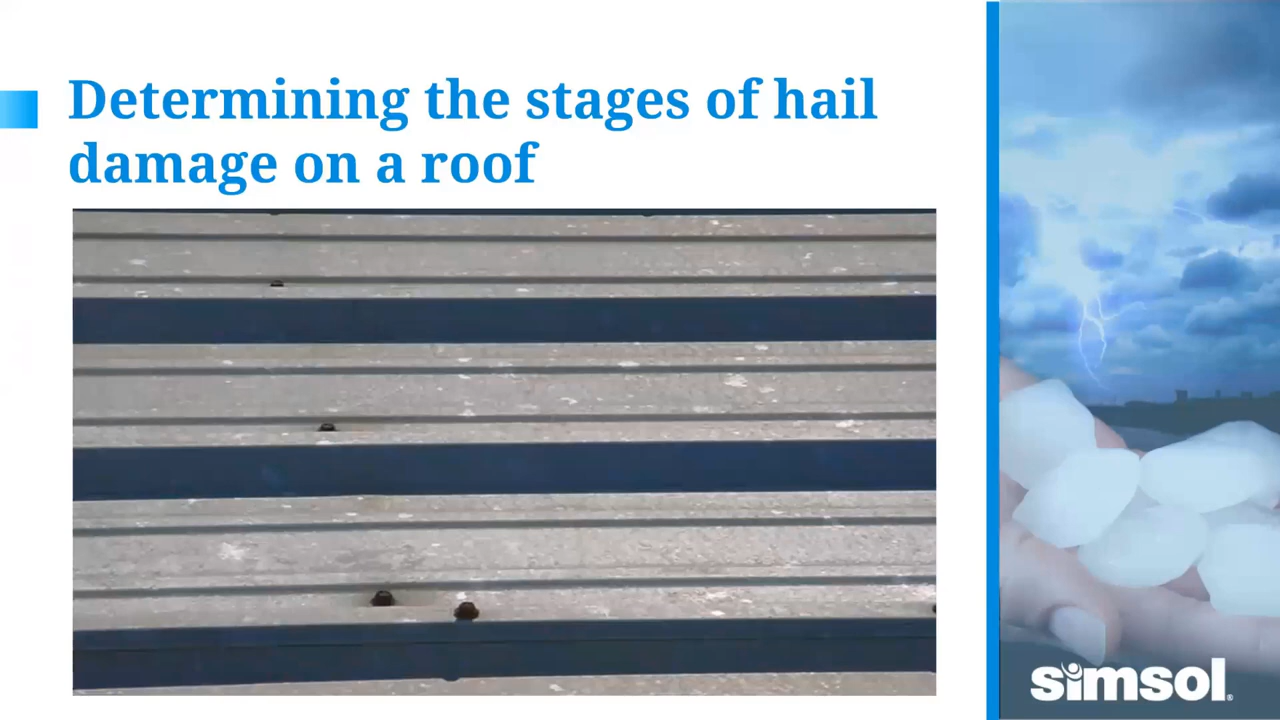 Determining the stages of hail
damage on a roof
simsol®